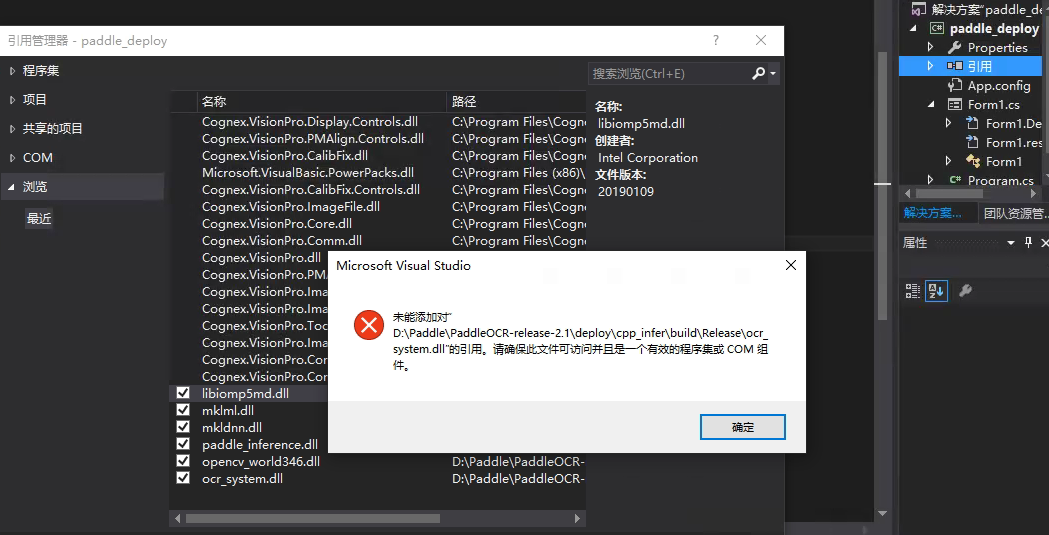 引用管理器 - paddle_deploy
?
程序集
项目
共享的项目
COM
浏览
最近
搜索浏览(Ctrl+E)
名称
路径
Cognex.VisionPro.Display.Controls.dll C:\Program Files\Cogne
Cognex.VisionPro.PMAlign.Controls.dll C:\Program Files\Cogne
Cognex.VisionPro.CalibFix.dll C:\Program Files\Cogne
Microsoft.VisualBasic.PowerPacks.dll C:\Program Files (x86)\
Cognex.VisionPro.CalibFix.Controls.dll C:\Program Files\Cogne
Cognex.VisionPro.ImageFile.dll C:\Program Files\Cogne
Cognex.VisionPro.Core.dll C:\Program Files\Cogne
Cognex.VisionPro.Comm.dll C:\Program Files\Cogne
Cognex.VisionPro.dll
Cognex.VisionPro.PMA
Cognex.VisionPro.Ima
Cognex.VisionPro.Ima
Cognex.VisionPro.Toc
Cognex.VisionPro.Ima
Cognex.VisionPro.Cor
Cognex.VisionPro.Cor
libiomp5md.dll
mklml.dll
mkldnn.dll
paddle_inference.dll
opencv_world346.dll D:\Paddle\PaddleOCR-
ocr_system.dll D:\Paddle\PaddleOCR-
名称:
libiomp5md.dll
创建者:
Intel Corporation
文件版本:
20190109
Microsoft Visual Studio
未能添加对"
D:\Paddle\PaddleOCR-release-2.1\deploy\cpp_infer\build\Release\ocr_
system.dll"的引用。请确保此文件可访问并且是一个有效的程序集或 COM 组
件。
确定
解决方案"paddle_de
paddle_deploy
Properties
引用
App.config
Form1.cs
Form1.De
Form1.res
Form1
Program.cs
解决方案...
团队资源管...
属性